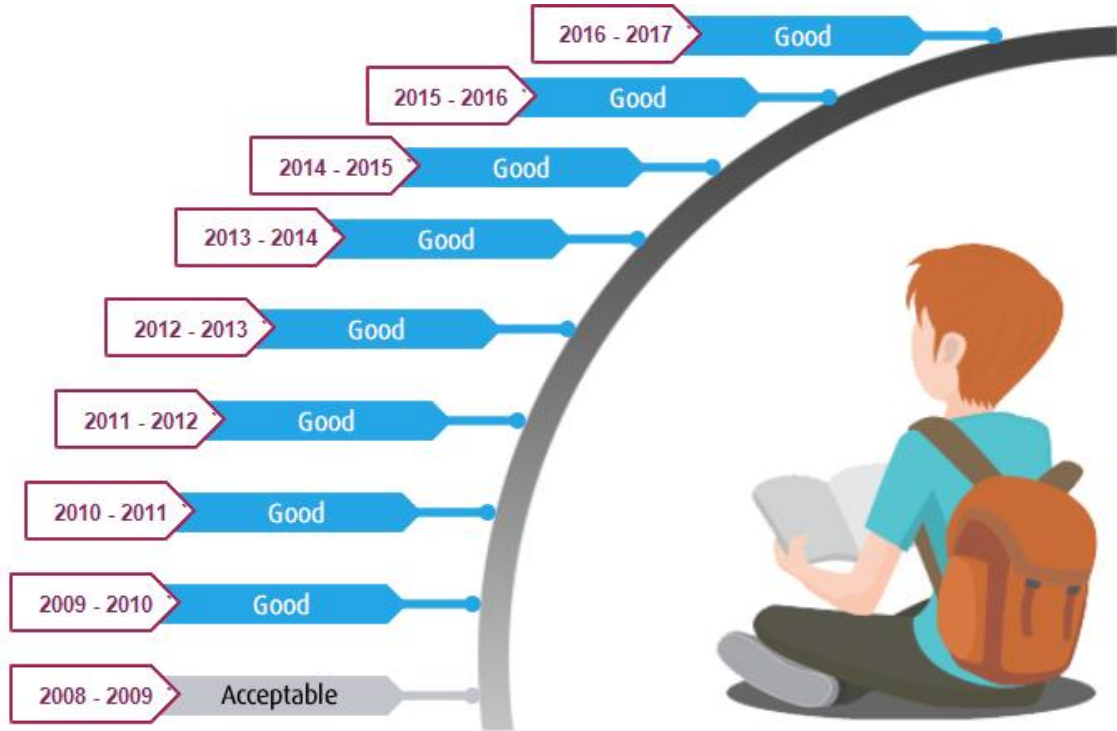 2016 - 2017 Good
2015 - 2016 Good
2014 - 2015 Good
2013 - 2014 Good
2012 - 2013 Good
2011 - 2012 Good
2010 - 2011 Good
2009 - 2010 Good
2008 - 2009 Acceptable